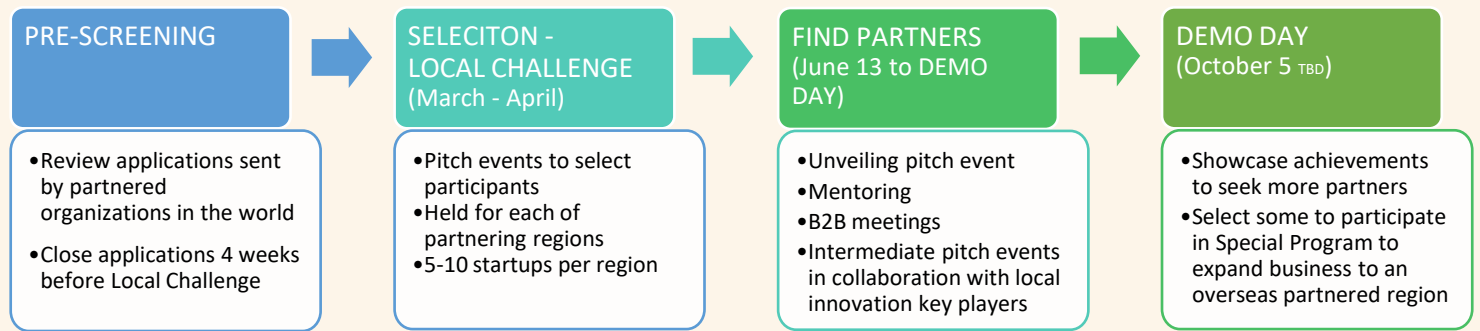 PRE-SCREENING
•Review applications sent
by partnered
organizations in the world
•Close applications 4 weeks
before Local Challenge
SELECITON -
LOCAL CHALLENGE
(March - April)
•Pitch events to select
participants
•Held for each of
partnering regions
•5-10 startups per region
FIND PARTNERS
(June 13 to DEMO
DAY)
•Unveiling pitch event
•Mentoring
•B2B meetings
•Intermediate pitch events
in collaboration with local
innovation key players
DEMO DAY
(October 5 TBD)
•Showcase achievements
to seek more partners
•Select some to participate
in Special Program to
expand business to an
overseas partnered region